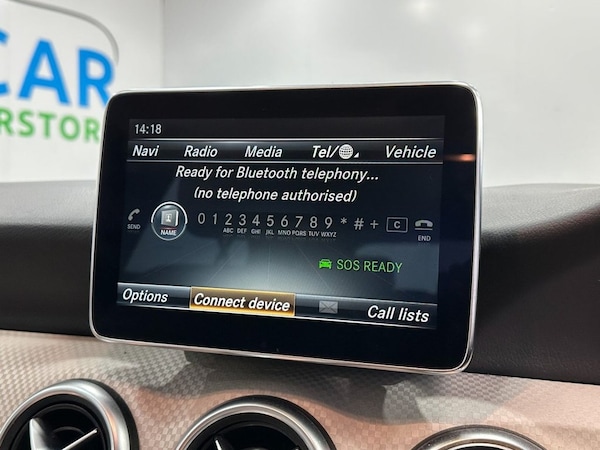 CAR
ERSTOR
14:18
Navi Radio Media Tel/ Vehicle
Ready for Bluetooth telephony...
(no telephone authorised)
0 1 2 3 4 5 6 7 8 9 * # + C
ABC DEF GHI JKL MNO PQRS TUV WXYZ
SEND NAME END
SOS READY
Options Connect device Call lists